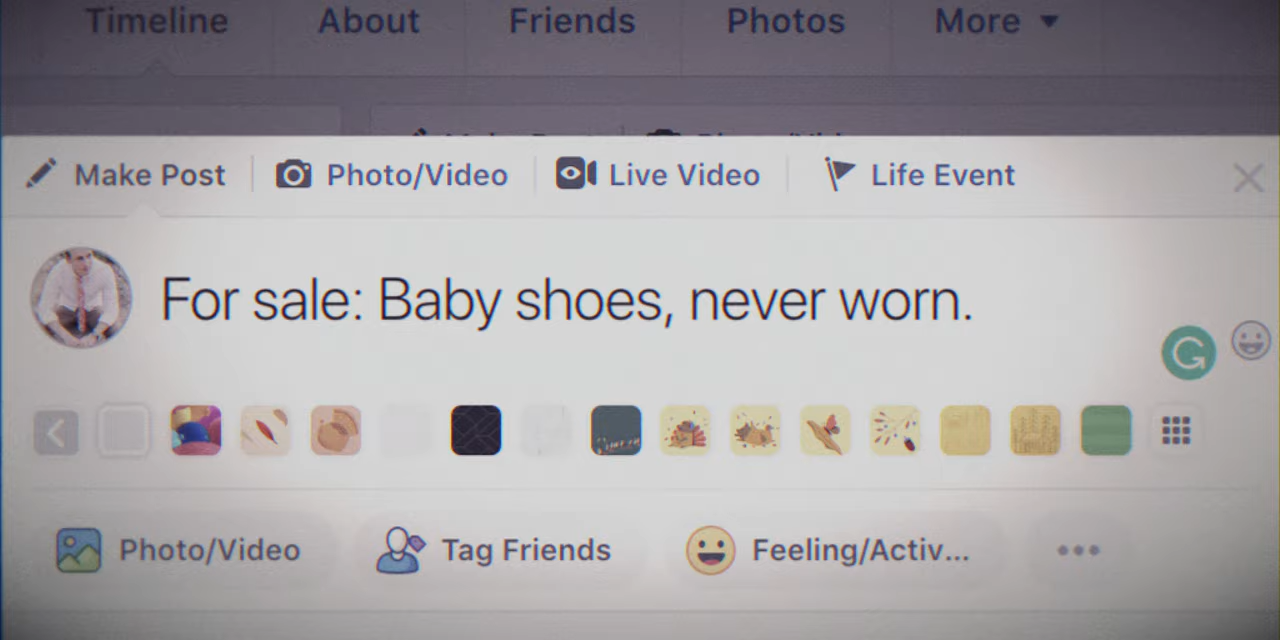 Timeline About Friends Photos More
Make Post Photo/Video Live Video Life Event
For sale: Baby shoes, never worn.
Photo/Video Tag Friends Feeling/Activ... •••